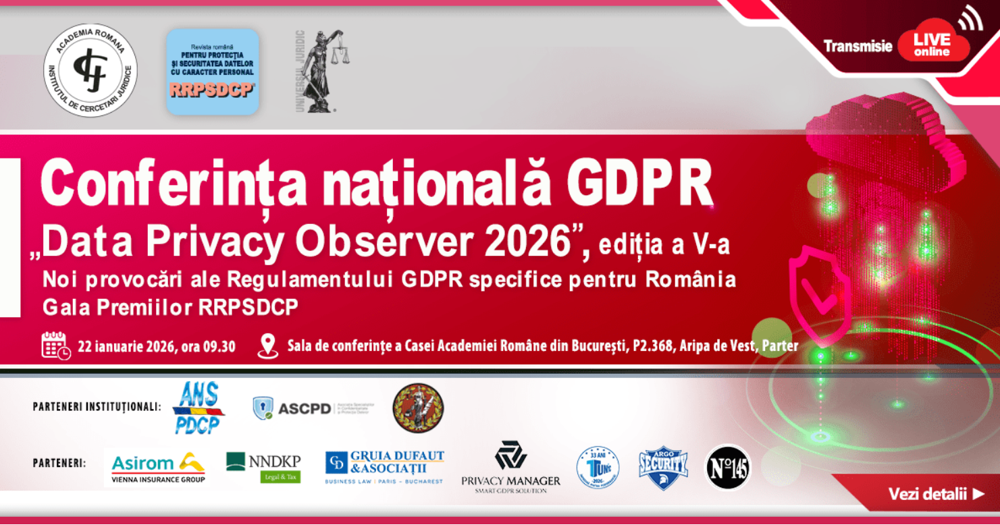 ACADEMIA ROMANA
INSTITUTUL DE CERCETARI JURIDICE
Revista română
PENTRU PROTECȚIA
ȘI SECURITATEA DATELOR
CU CARACTER PERSONAL
RRPSDCP
UNIVERSUL JURIDIC
Transmisie
LIVE
online
Conferința națională GDPR
„Data Privacy Observer 2026”, ediția a V-a
Noi provocări ale Regulamentului GDPR specifice pentru România
Gala Premiilor RRPSDCP
22 ianuarie 2026, ora 09.30
Sala de conferințe a Casei Academiei Române din București, P2.368, Aripa de Vest, Parter
PARTENERI INSTITUȚIONALI:
ANS
PDCP
ASCPD
PARTENERI:
Asirom
VIENNA INSURANCE GROUP
NNDKP
Legal & Tax
GD
GRUIA DUFAUT
&ASOCIAȚII
BUSINESS LAW | PARIS – BUCHAREST
PRIVACY MANAGER
SMART GDPR SOLUTION
33 ANI
-2026-
ARGO
SECURITY
Nº145
Vezi detalii